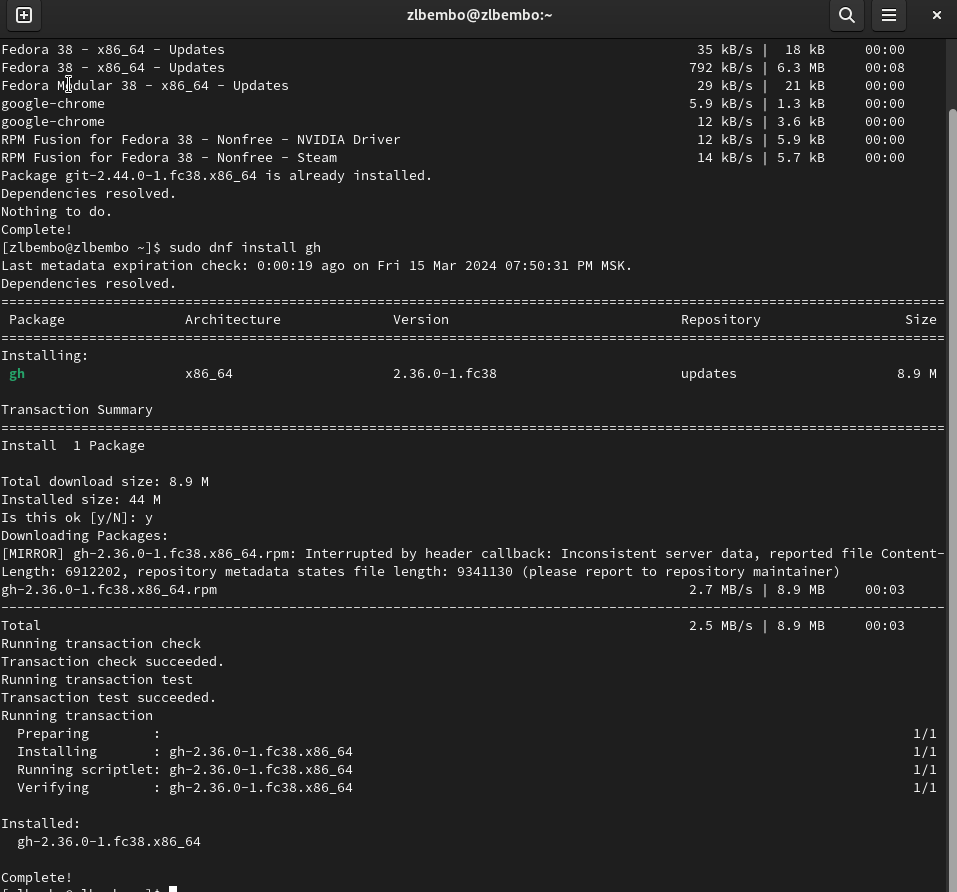 zlbembo@zlbembo:~
Fedora 38 - x86_64 - Updates 35 kB/s | 18 kB 00:00
Fedora 38 - x86_64 - Updates 792 kB/s | 6.3 MB 00:08
Fedora Modular 38 - x86_64 - Updates 29 kB/s | 21 kB 00:00
google-chrome 5.9 kB/s | 1.3 kB 00:00
google-chrome 12 kB/s | 3.6 kB 00:00
RPM Fusion for Fedora 38 - Nonfree - NVIDIA Driver 12 kB/s | 5.9 kB 00:00
RPM Fusion for Fedora 38 - Nonfree - Steam 14 kB/s | 5.7 kB 00:00
Package git-2.44.0-1.fc38.x86_64 is already installed.
Dependencies resolved.
Nothing to do.
Complete!
[zlbembo@zlbembo ~]$ sudo dnf install gh
Last metadata expiration check: 0:00:19 ago on Fri 15 Mar 2024 07:50:31 PM MSK.
Dependencies resolved.
================================================================================
Package Architecture Version Repository Size
================================================================================
Installing:
gh x86_64 2.36.0-1.fc38 updates 8.9 M
Transaction Summary
================================================================================
Install 1 Package
Total download size: 8.9 M
Installed size: 44 M
Is this ok [y/N]: y
Downloading Packages:
[MIRROR] gh-2.36.0-1.fc38.x86_64.rpm: Interrupted by header callback: Inconsistent server data, reported file Content-
Length: 6912202, repository metadata states file length: 9341130 (please report to repository maintainer)
gh-2.36.0-1.fc38.x86_64.rpm 2.7 MB/s | 8.9 MB 00:03
--------------------------------------------------------------------------------
Total 2.5 MB/s | 8.9 MB 00:03
Running transaction check
Transaction check succeeded.
Running transaction test
Transaction test succeeded.
Running transaction
Preparing : 1/1
Installing : gh-2.36.0-1.fc38.x86_64 1/1
Running scriptlet: gh-2.36.0-1.fc38.x86_64 1/1
Verifying : gh-2.36.0-1.fc38.x86_64 1/1
Installed:
gh-2.36.0-1.fc38.x86_64
Complete!